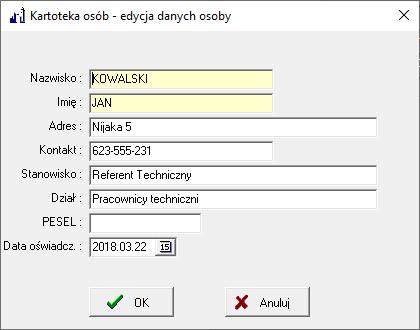 Kartoteka osób - edycja danych osoby
Nazwisko : KOWALSKI
Imię : JAN
Adres : Nijaka 5
Kontakt : 623-555-231
Stanowisko : Referent Techniczny
Dział : Pracownicy techniczni
PESEL :
Data oświadcz. : 2018.03.22 15
OK Anuluj